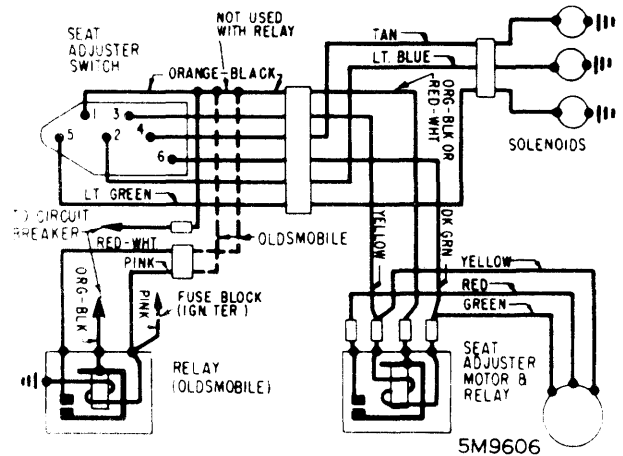 NOT USED
WITH RELAY
SEAT
ADJUSTER
SWITCH
ORANGE-BLACK
TAN
LT. BLUE
ORG-BLK OR
RED-WHT
SOLENOIDS
1
3
5
2
4
6
LT. GREEN
TO CIRCUIT
BREAKER
RED-WHT
PINK
OLDSMOBILE
YELLOW
DK GRN
YELLOW
RED
GREEN
ORG-BLK
PINK
FUSE BLOCK
(IGN.TER)
RELAY
(OLDSMOBILE)
SEAT
ADJUSTER
MOTOR &
RELAY
5M9606